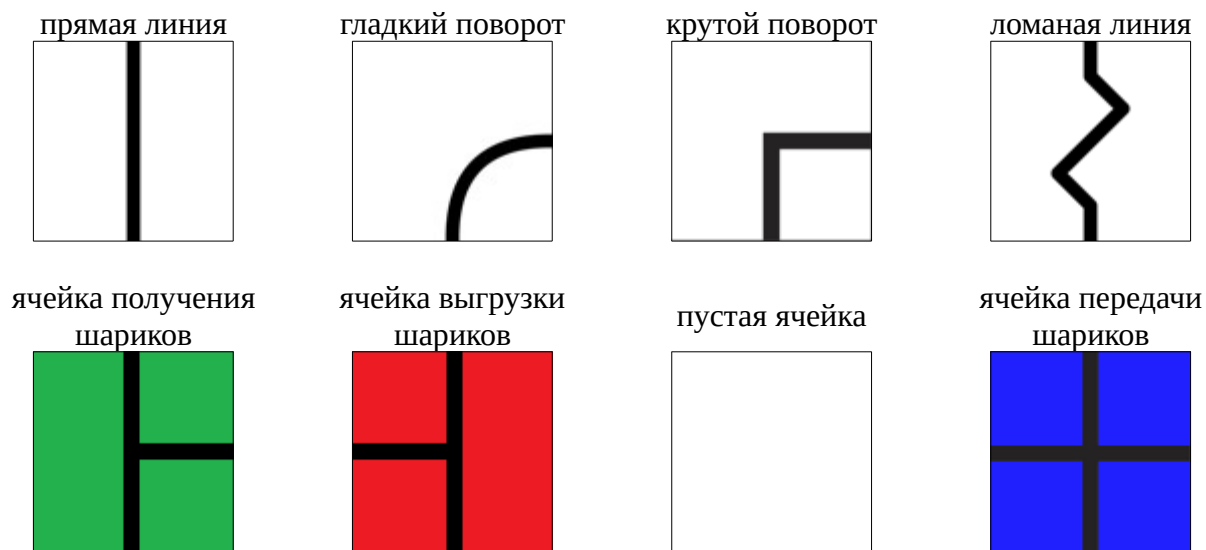 прямая линия
гладкий поворот
крутой поворот
ломаная линия
ячейка получения
шариков
ячейка выгрузки
шариков
пустая ячейка
ячейка передачи
шариков